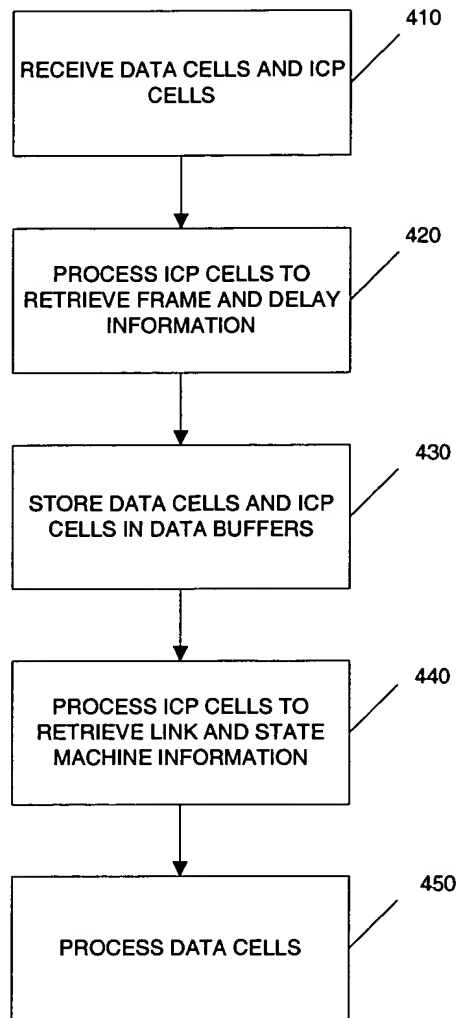 410
RECEIVE DATA CELLS AND ICP
CELLS
420
PROCESS ICP CELLS TO
RETRIEVE FRAME AND DELAY
INFORMATION
430
STORE DATA CELLS AND ICP
CELLS IN DATA BUFFERS
440
PROCESS ICP CELLS TO
RETRIEVE LINK AND STATE
MACHINE INFORMATION
450
PROCESS DATA CELLS